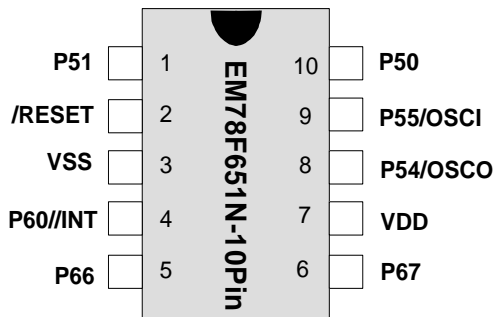 P51 1 10 P50
/RESET 2 9 P55/OSCI
VSS 3 8 P54/OSCO
P60//INT 4 7 VDD
P66 5 6 P67
EM78F651N-10Pin